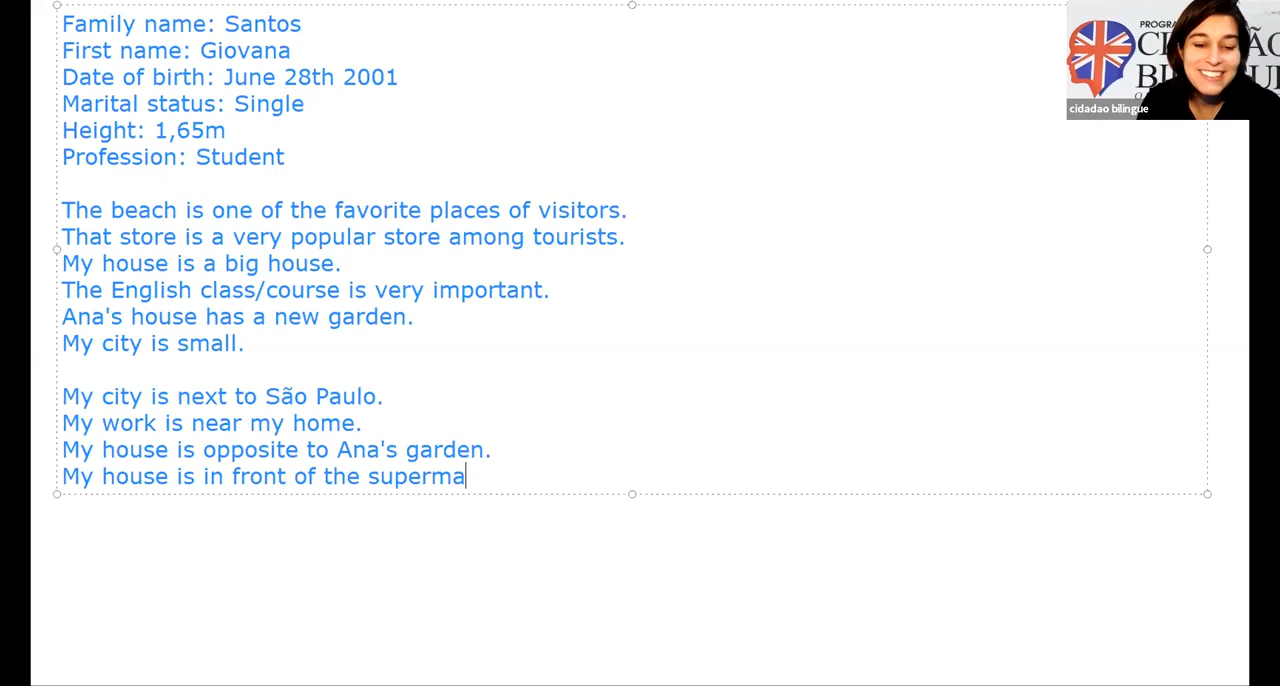 Family name: Santos
First name: Giovana
Date of birth: June 28th 2001
Marital status: Single
Height: 1,65m
Profession: Student
The beach is one of the favorite places of visitors.
That store is a very popular store among tourists.
My house is a big house.
The English class/course is very important.
Ana's house has a new garden.
My city is small.
My city is next to São Paulo.
My work is near my home.
My house is opposite to Ana's garden.
My house is in front of the superma
cidadao bilingue